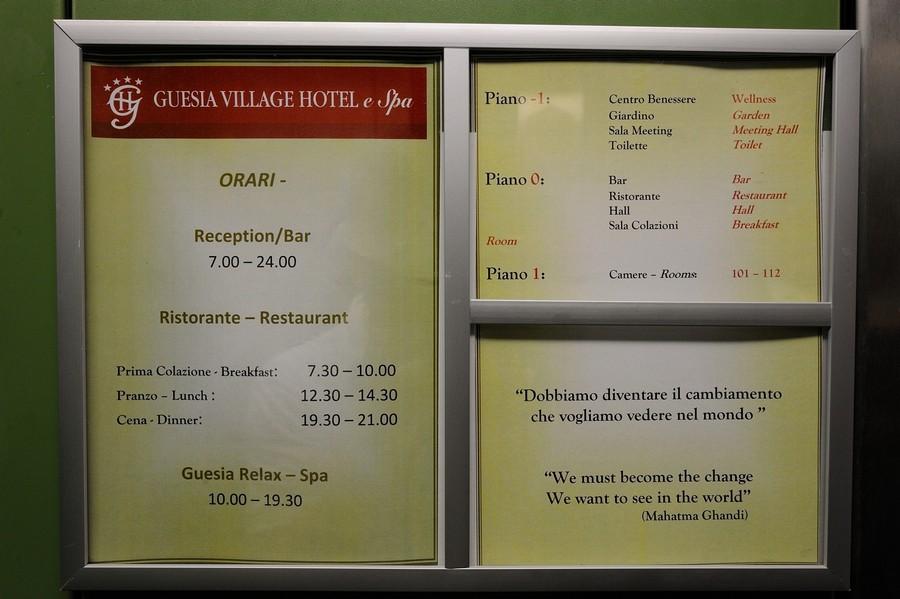 GUESIA VILLAGE HOTEL e Spa
ORARI -
Reception/Bar
7.00 – 24.00
Ristorante – Restaurant
Prima Colazione - Breakfast: 7.30 – 10.00
Pranzo – Lunch : 12.30 – 14.30
Cena - Dinner: 19.30 – 21.00
Guesia Relax – Spa
10.00 – 19.30
Piano -1: Centro Benessere Wellness
Giardino Garden
Sala Meeting Meeting Hall
Toilette Toilet
Piano 0: Bar Bar
Ristorante Restaurant
Hall Hall
Sala Colazioni Breakfast
Room
Piano 1: Camere – Rooms: 101 – 112
“Dobbiamo diventare il cambiamento
che vogliamo vedere nel mondo ”
“We must become the change
We want to see in the world”
(Mahatma Ghandi)